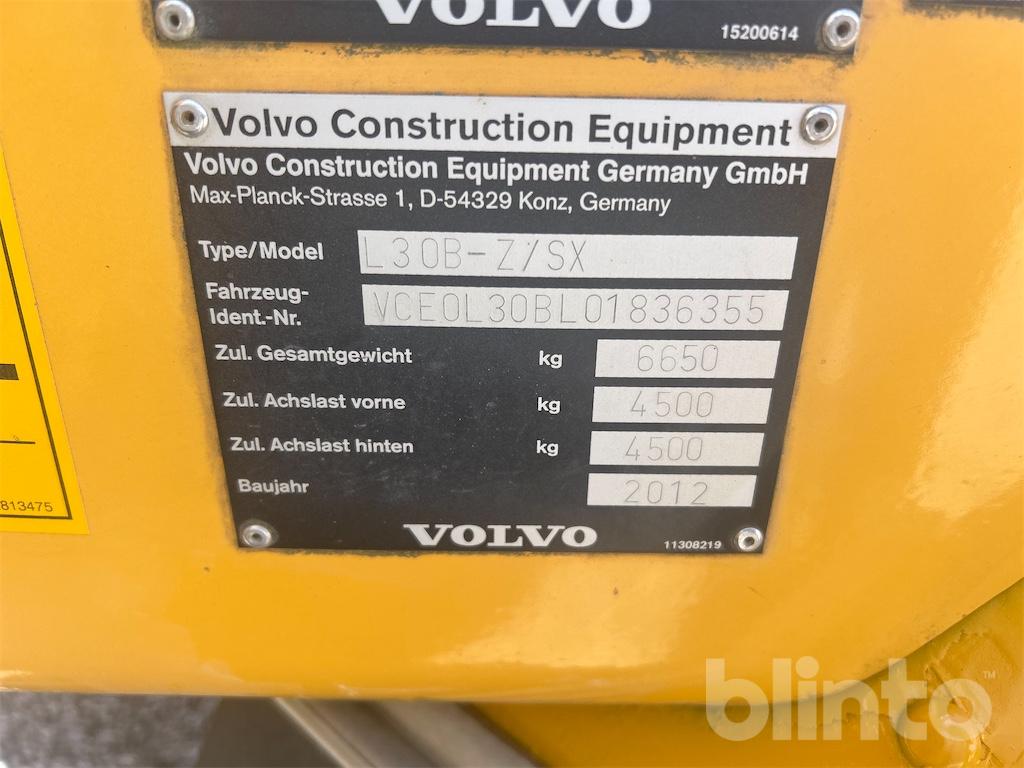 VOLVO
15200614
Volvo Construction Equipment
Volvo Construction Equipment Germany GmbH
Max-Planck-Strasse 1, D-54329 Konz, Germany
Type/Model L30B-Z/SX
Fahrzeug-
Ident.-Nr. VCE0L30BL01836355
Zul. Gesamtgewicht kg 6650
Zul. Achslast vorne kg 4500
Zul. Achslast hinten kg 4500
Baujahr 2012
VOLVO
11308219
813475
blinto™